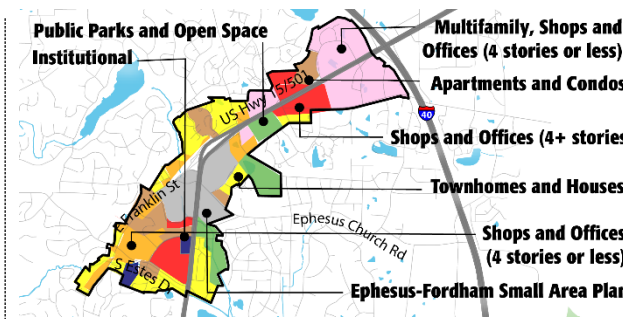 Public Parks and Open Space
Institutional
Multifamily, Shops and
Offices (4 stories or less)
Apartments and Condos
US Hwy 15/501
40
Shops and Offices (4+ stories
Townhomes and Houses
E Franklin St
Ephesus Church Rd
Shops and Offices
(4 stories or less)
S Estes D
Ephesus-Fordham Small Area Plan